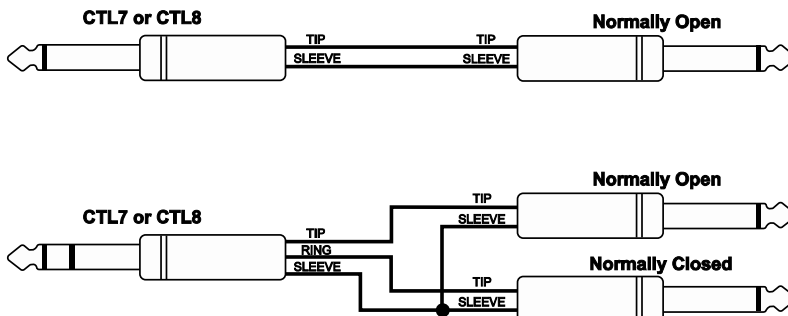 CTL7 or CTL8
Normally Open
TIP
TIP
SLEEVE
SLEEVE
Normally Open
CTL7 or CTL8
TIP
SLEEVE
TIP
RING
SLEEVE
Normally Closed
TIP
SLEEVE